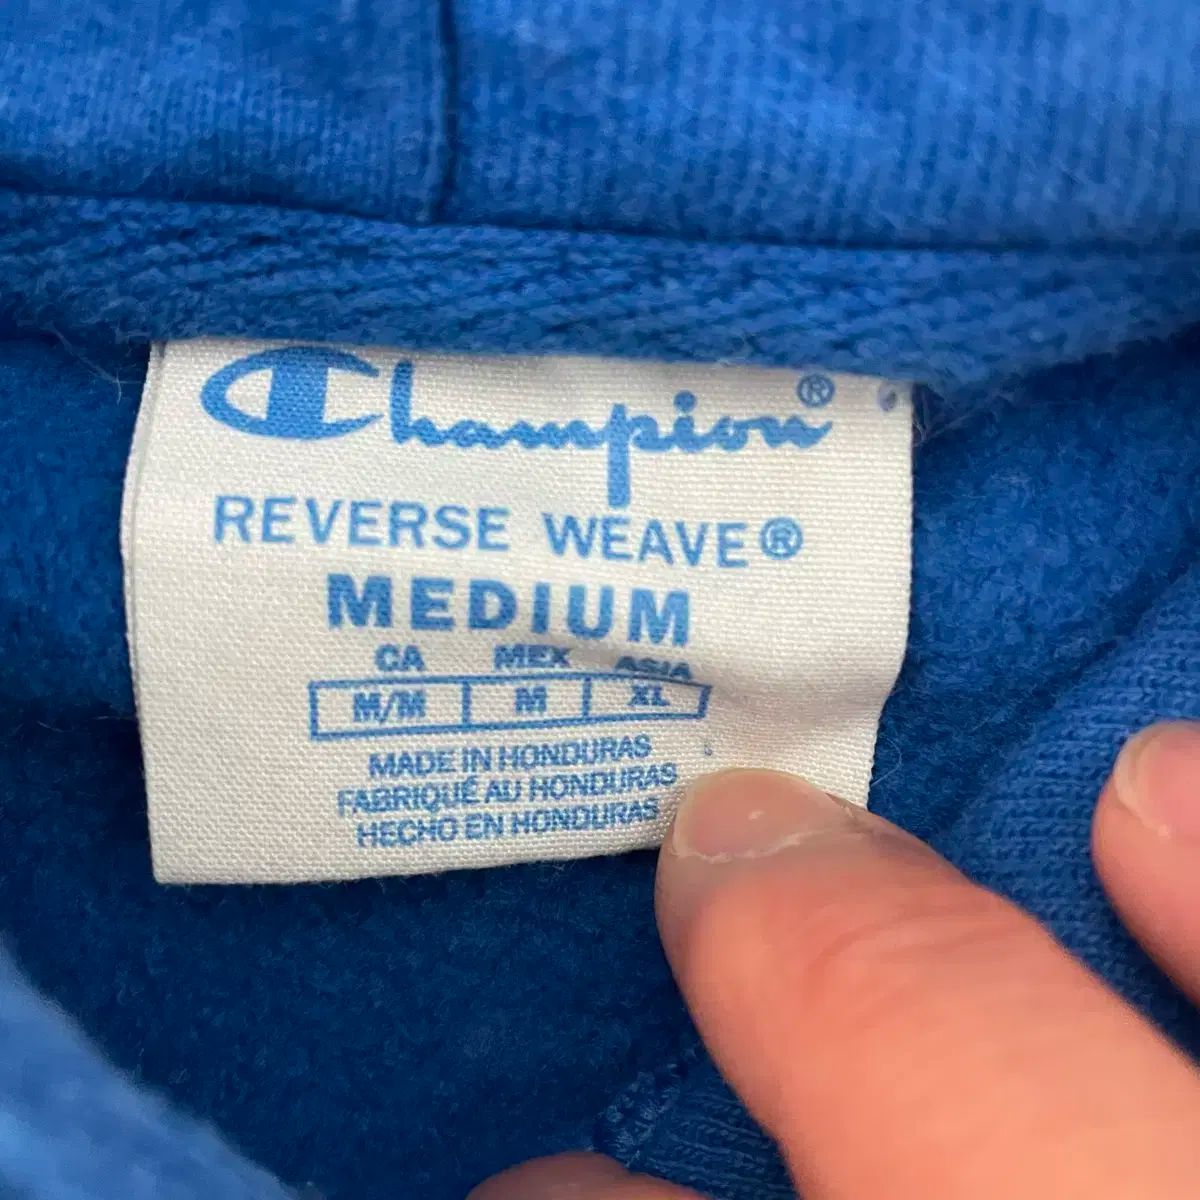 Champion®
REVERSE WEAVE®
MEDIUM
CA MEX ASIA
M/M M XL
MADE IN HONDURAS
FABRIQUÉ AU HONDURAS
HECHO EN HONDURAS